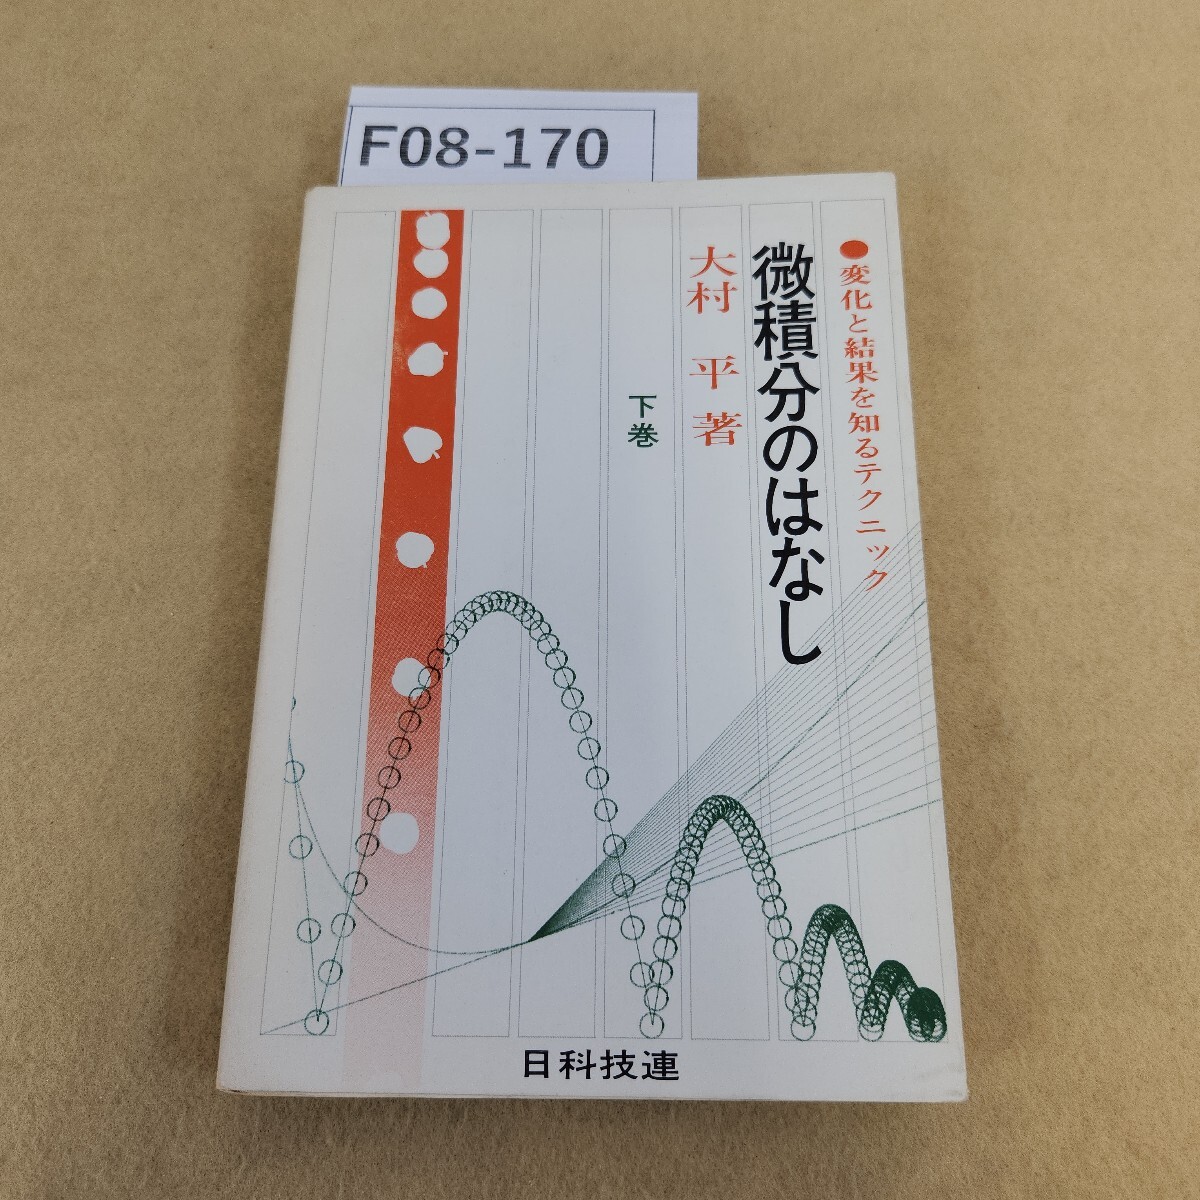 F08-170
●変化と結果を知るテクニック
微積分のはなし
大村 平 著
下巻
日科技連